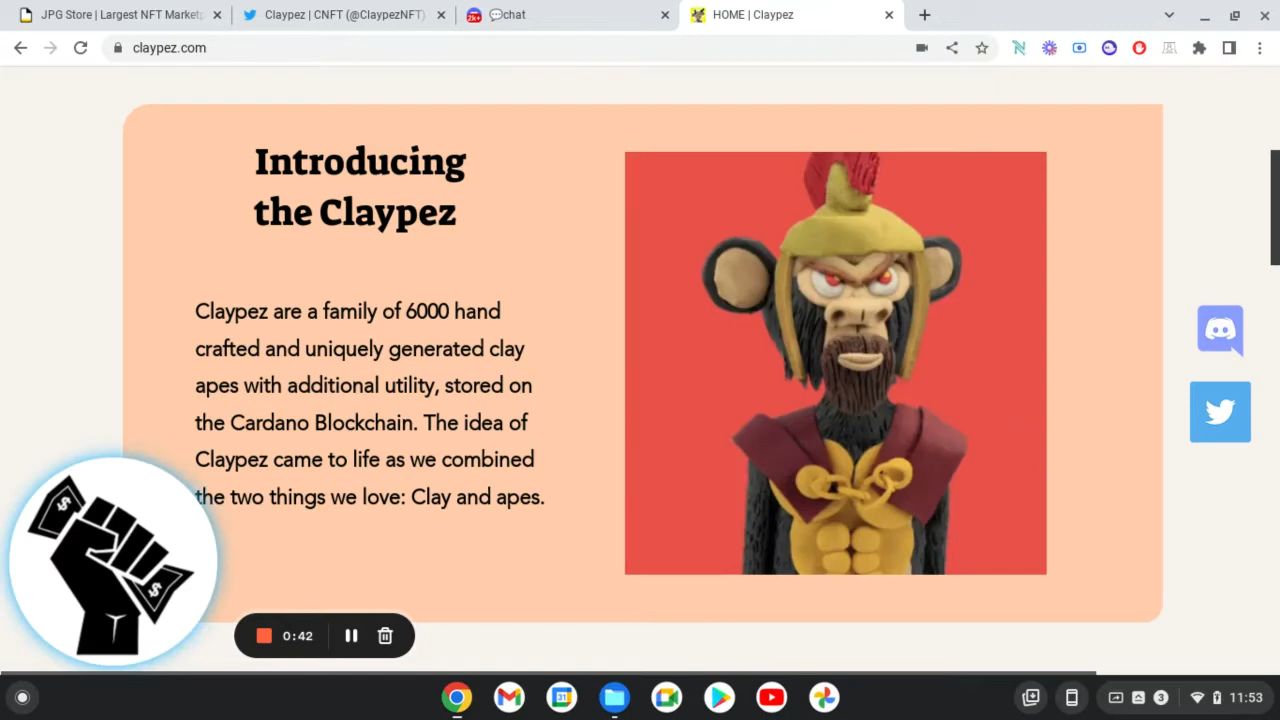 JPG Store | Largest NFT Marketp
Claypez | CNFT (@ClaypezNFT)
2k+
chat
HOME | Claypez
claypez.com
Introducing
the Claypez
Claypez are a family of 6000 hand
crafted and uniquely generated clay
apes with additional utility, stored on
the Cardano Blockchain. The idea of
Claypez came to life as we combined
the two things we love: Clay and apes.
$
$
0:42
31
3
11:53